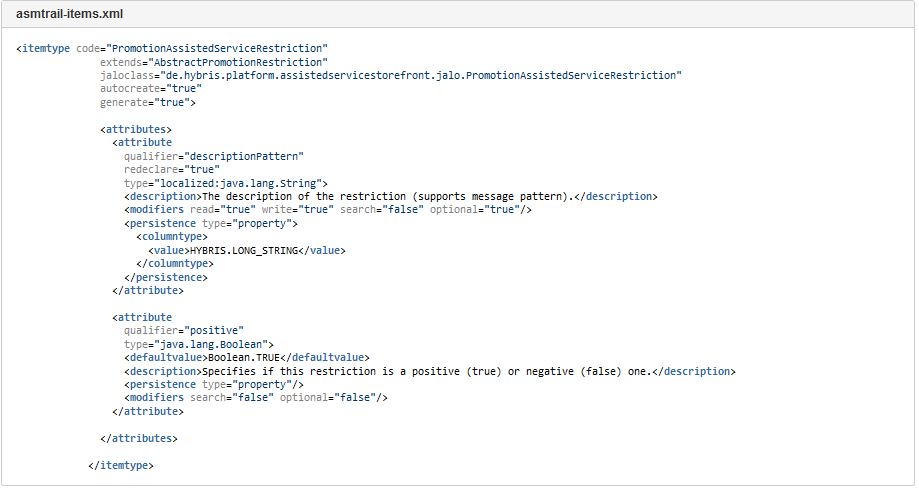 asmtrail-items.xml
<itemtype code="PromotionAssistedServiceRestriction"
extends="AbstractPromotionRestriction"
jaloclass="de.hybris.platform.assistedservicestorefront.jalo.PromotionAssistedServiceRestriction"
autocreate="true"
generate="true">
<attributes>
<attribute
qualifier="descriptionPattern"
redeclare="true"
type="localized:java.lang.String">
<description>The description of the restriction (supports message pattern).</description>
<modifiers read="true" write="true" search="false" optional="true"/>
<persistence type="property">
<columntype>
<value>HYBRIS.LONG_STRING</value>
</columntype>
</persistence>
</attribute>
<attribute
qualifier="positive"
type="java.lang.Boolean">
<defaultvalue>Boolean.TRUE</defaultvalue>
<description>Specifies if this restriction is a positive (true) or negative (false) one.</description>
<persistence type="property"/>
<modifiers search="false" optional="false"/>
</attribute>
</attributes>
</itemtype>